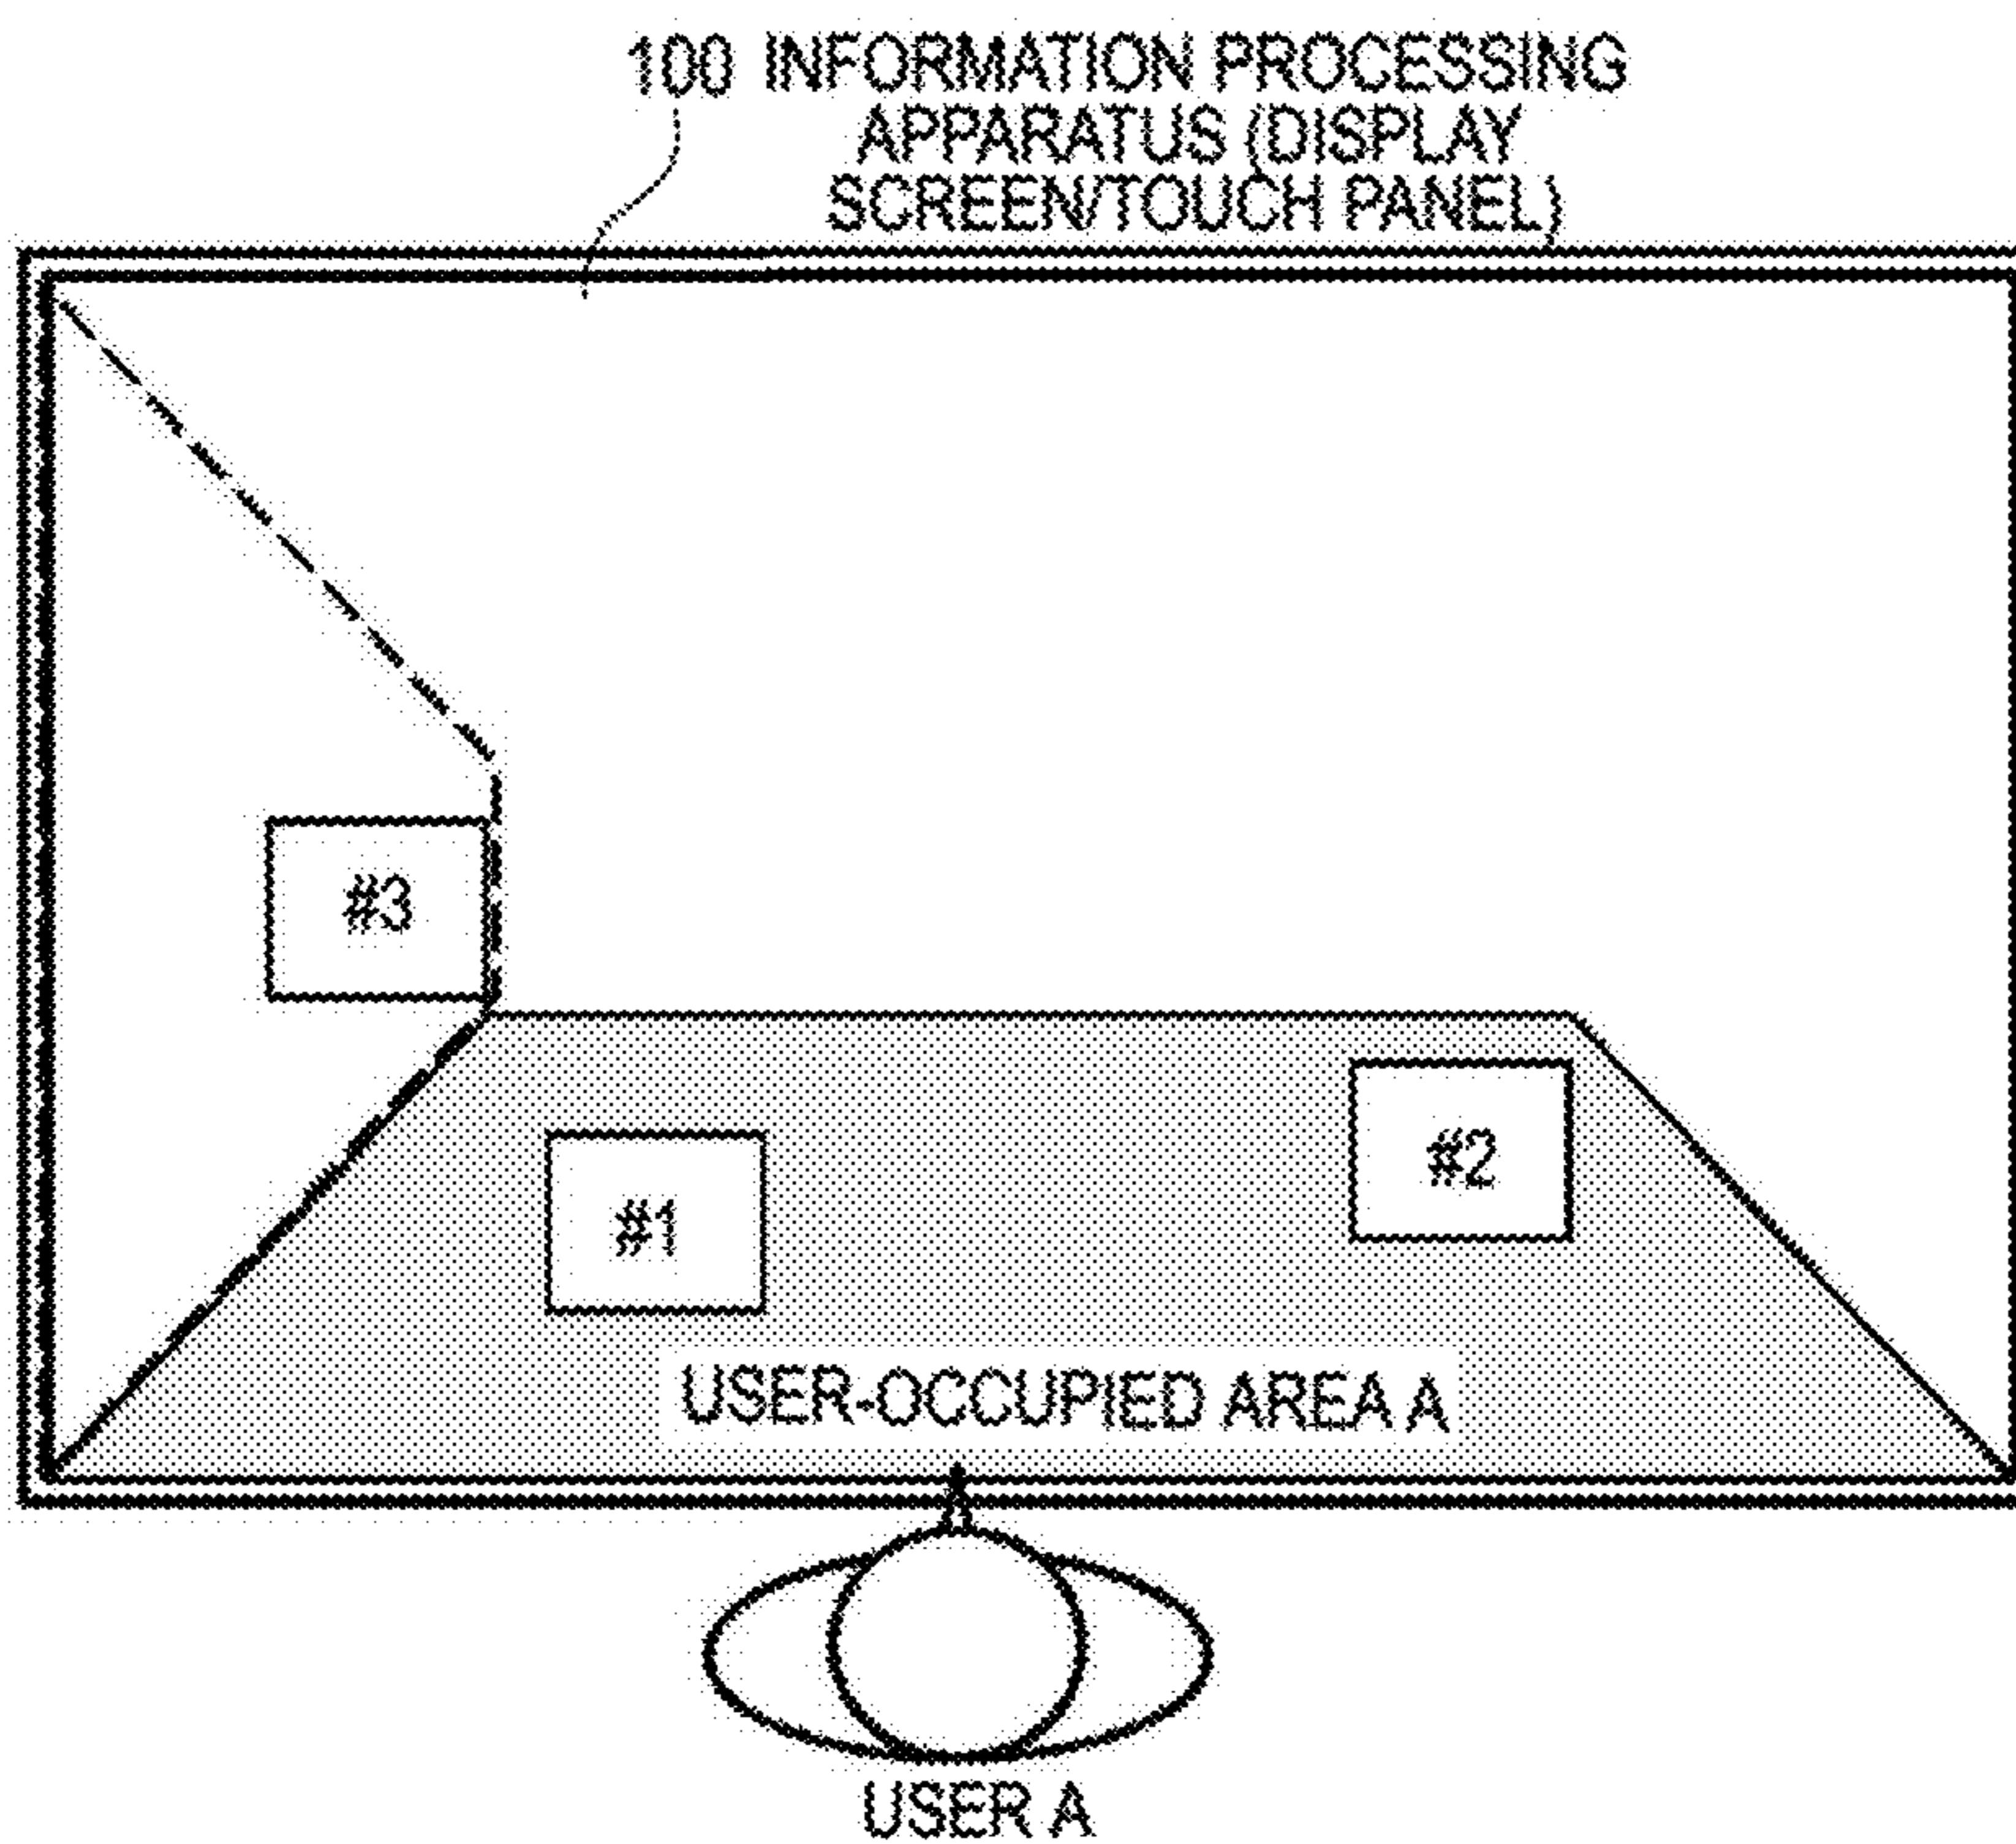 100 INFORMATION PROCESSING
APPARATUS (DISPLAY
SCREEN/TOUCH PANEL)
#3
#2
#1
USER-OCCUPIED AREA A
USER A